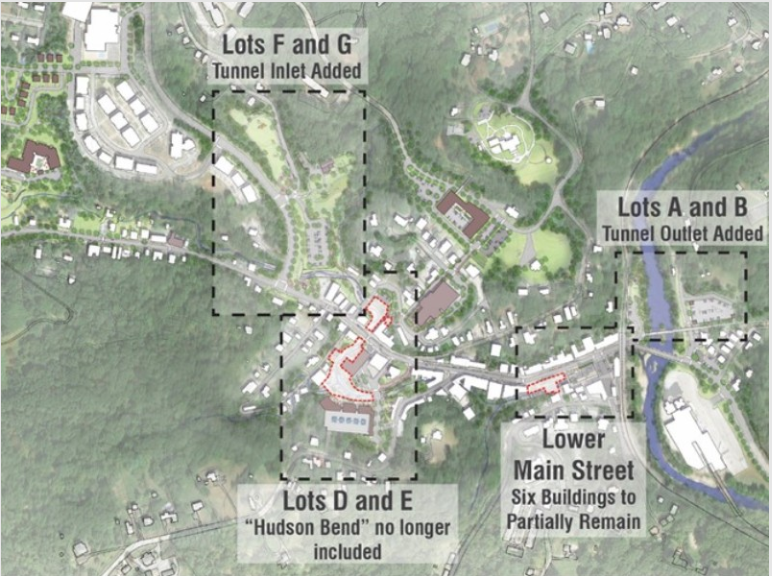 Lots F and G
Tunnel Inlet Added
Lots A and B
Tunnel Outlet Added
Lower
Main Street
Six Buildings to
Partially Remain
Lots D and E
“Hudson Bend” no longer
included